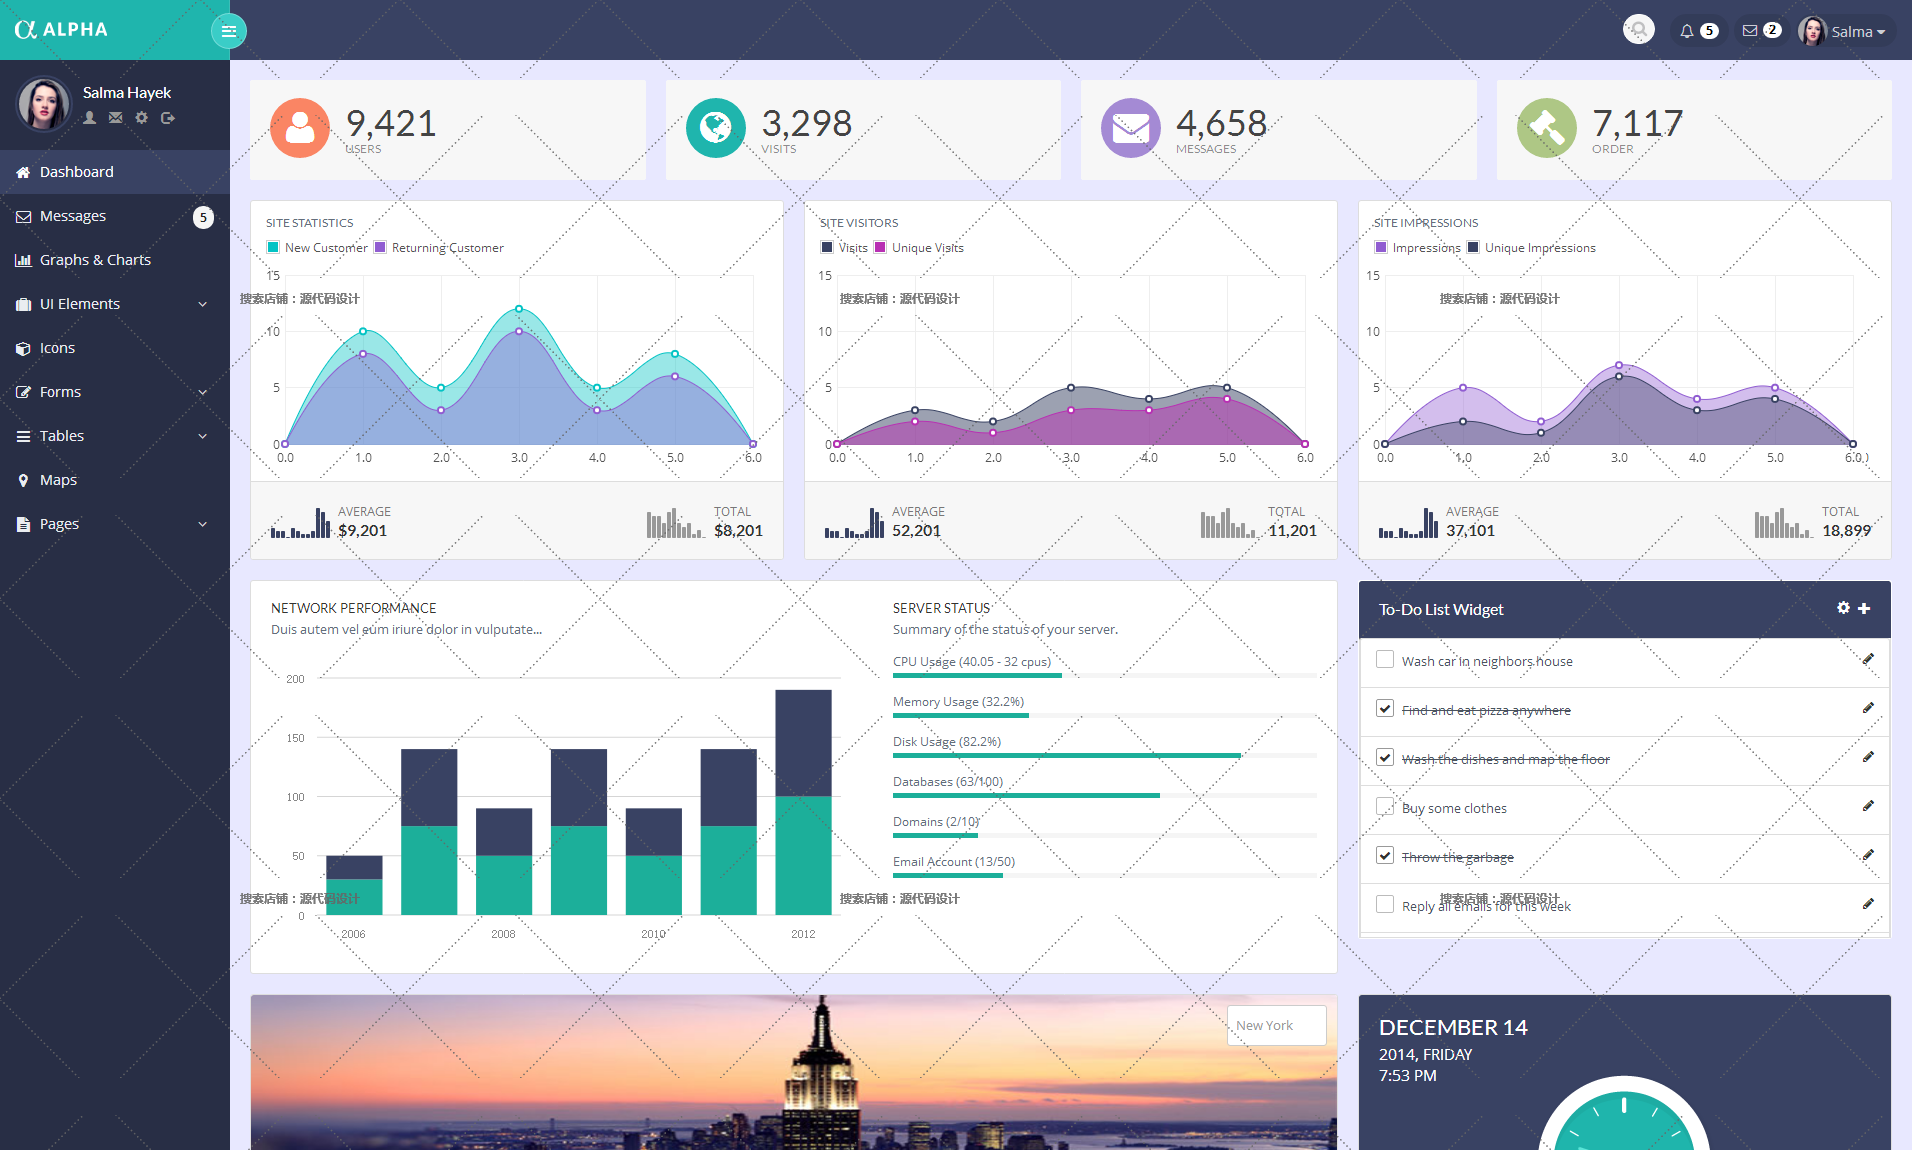 α ALPHA
5
2
Salma
Salma Hayek
Dashboard
Messages
5
Graphs & Charts
UI Elements
Icons
Forms
Tables
Maps
Pages
9,421
USERS
3,298
VISITS
4,658
MESSAGES
7,117
ORDER
SITE STATISTICS
New Customer Returning Customer
15
10
5
0
0.0 1.0 2.0 3.0 4.0 5.0 6.0
搜索店铺：源代码设计
AVERAGE
$9,201
TOTAL
$8,201
SITE VISITORS
Visits Unique Visits
15
10
5
0
0.0 1.0 2.0 3.0 4.0 5.0 6.0
搜索店铺：源代码设计
AVERAGE
52,201
TOTAL
11,201
SITE IMPRESSIONS
Impressions Unique Impressions
15
10
5
0
0.0 1.0 2.0 3.0 4.0 5.0 6.0
搜索店铺：源代码设计
AVERAGE
37,101
TOTAL
18,899
NETWORK PERFORMANCE
Duis autem vel eum iriure dolor in vulputate...
200
150
100
50
0
2006 2008 2010 2012
搜索店铺：源代码设计
SERVER STATUS
Summary of the status of your server.
CPU Usage (40.05 - 32 cpus)
Memory Usage (32.2%)
Disk Usage (82.2%)
Databases (63/100)
Domains (2/10)
Email Account (13/50)
搜索店铺：源代码设计
To-Do List Widget
Wash car in neighbors house
Find and eat pizza anywhere
Wash the dishes and map the floor
Buy some clothes
Throw the garbage
Reply all emails for this week
搜索店铺：源代码设计
New York
DECEMBER 14
2014, FRIDAY
7:53 PM